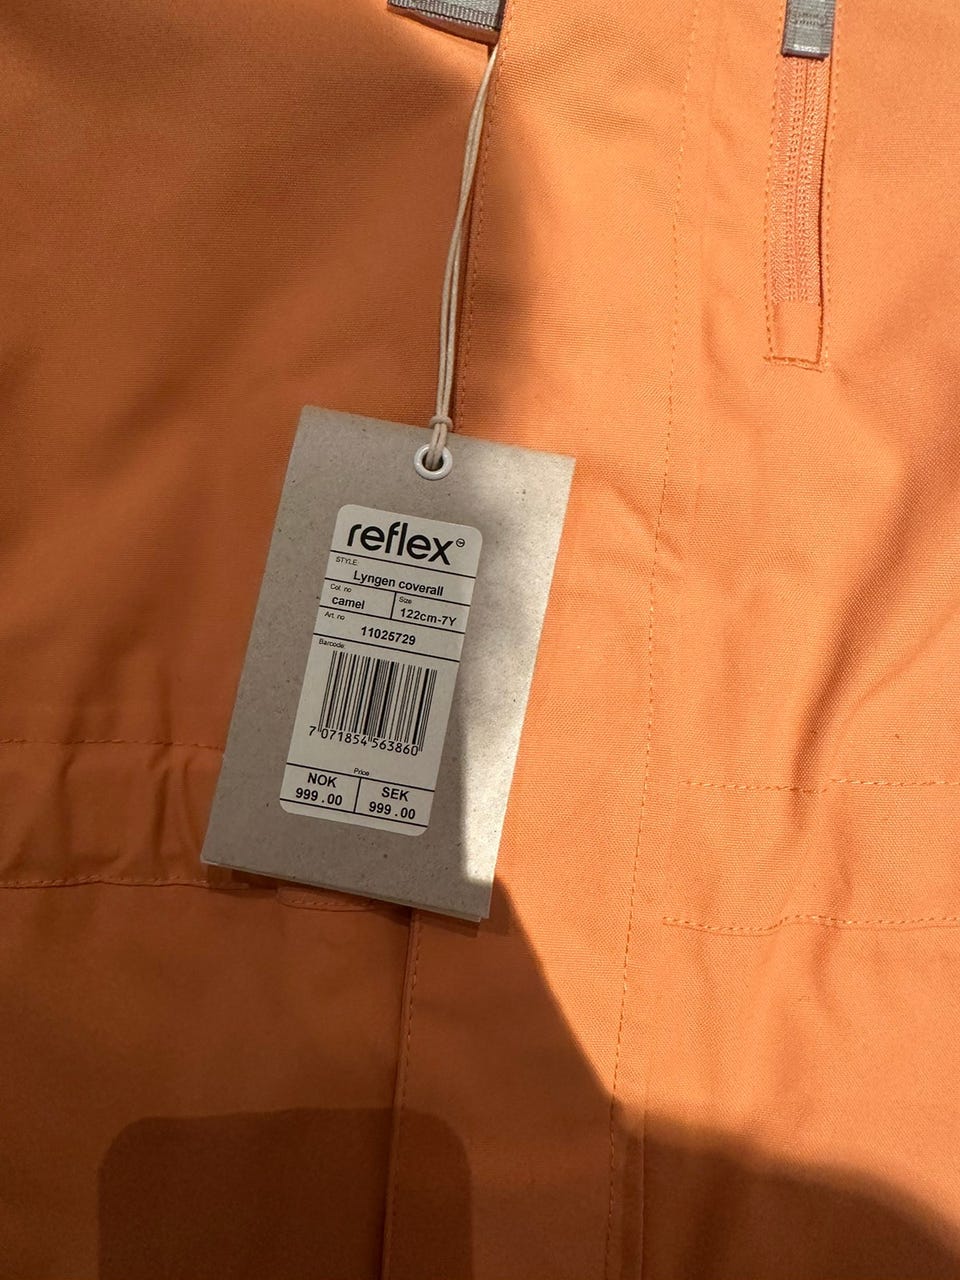 reflex
STYLE:
Lyngen coverall
Col. no
camel
Size
122cm-7Y
Art. no
11025729
Barcode:
7 071854 563860
Price
NOK
999.00
SEK
999.00